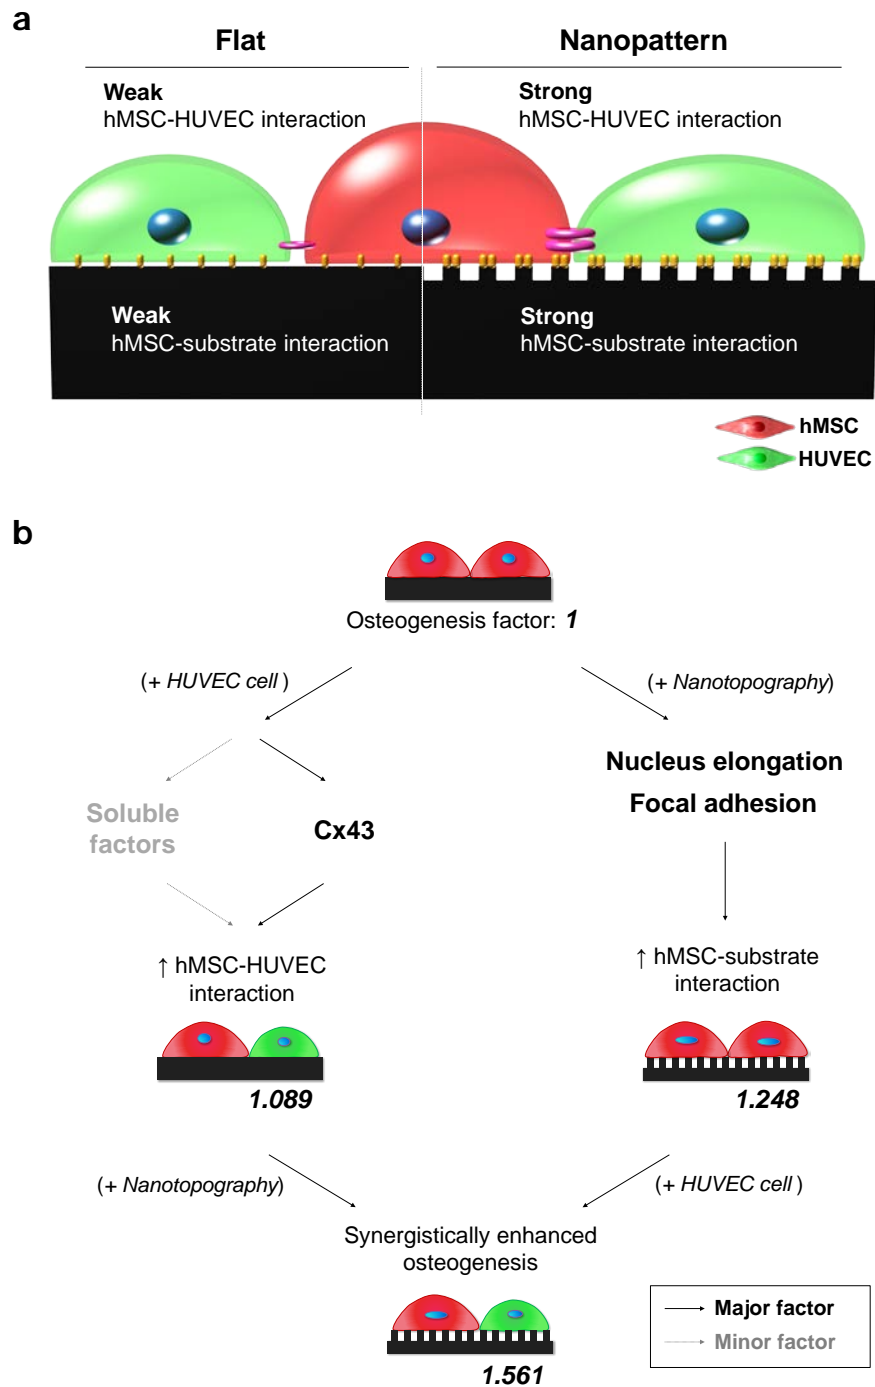 a
Flat
Nanopattern
Weak
hMSC-HUVEC interaction
Strong
hMSC-HUVEC interaction
Weak
hMSC-substrate interaction
Strong
hMSC-substrate interaction
hMSC
HUVEC
b
Osteogenesis factor: 1
(+ HUVEC cell )
(+ Nanotopography)
Nucleus elongation
Focal adhesion
Soluble
factors
Cx43
↑ hMSC-HUVEC
interaction
↑ hMSC-substrate
interaction
1.089
1.248
(+ Nanotopography)
(+ HUVEC cell )
Synergistically enhanced
osteogenesis
1.561
Major factor
Minor factor